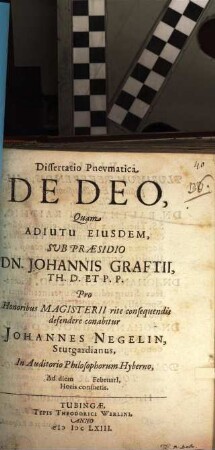 Dissertatio Pnevmatica
DE DEO,
Quam
ADIUTU EIUSDEM,
SUB PRÆSIDIO
DN. JOHANNIS GRAFTII,
TH. D. ET P. P.
Pro
Honoribus MAGISTERII rite consequendis
defendere conabitur
JOHANNES NEGELIN,
Stutgardianus,
In Auditorio Philosophorum Hyberno,
Ad diem Februarl,
Horis consuetis.
TUBINGÆ,
TYPIS THEODORICI WERLINI,
ANNO
cIɔ Iɔc LXIII.